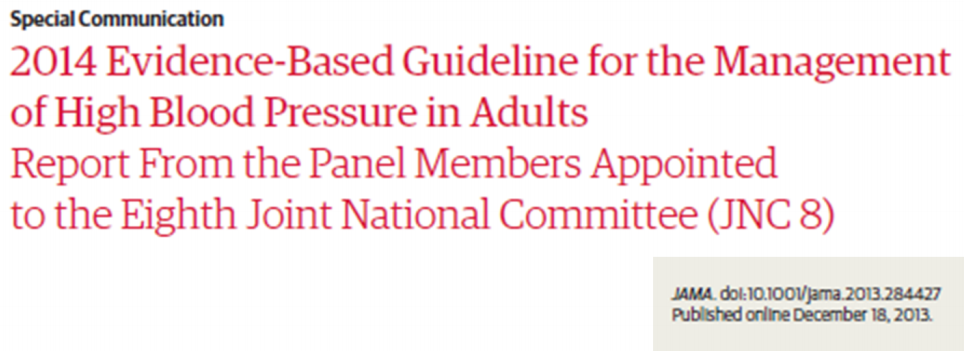 Special Communication
2014 Evidence-Based Guideline for the Management
of High Blood Pressure in Adults
Report From the Panel Members Appointed
to the Eighth Joint National Committee (JNC 8)
JAMA. doi:10.1001/jama.2013.284427
Published online December 18, 2013.